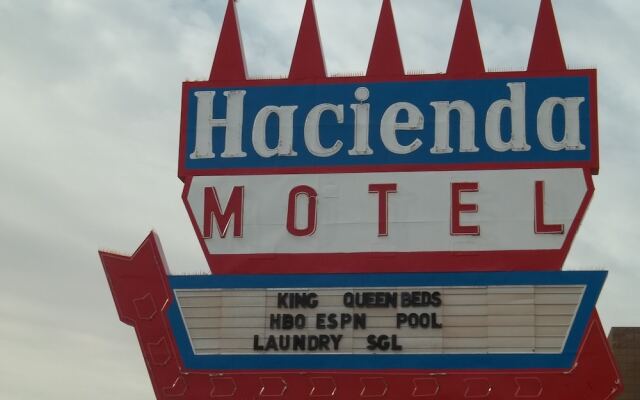 Hacienda
MOTEL
KING QUEEN BEDS
HBO ESPN POOL
LAUNDRY SGL